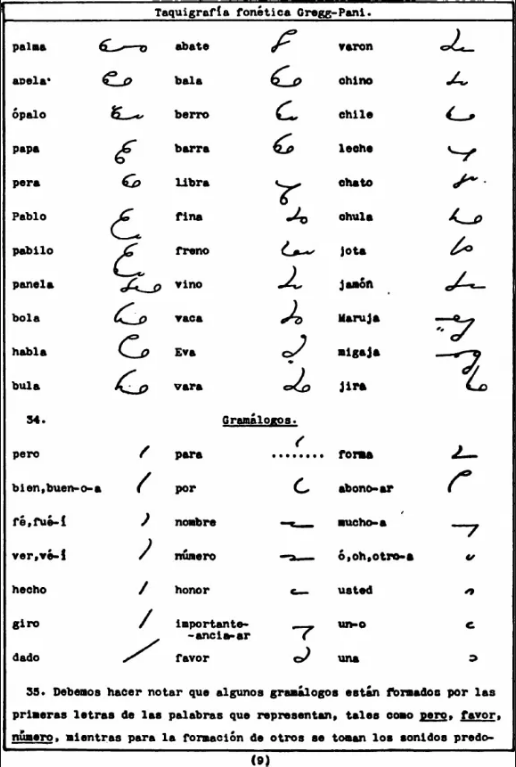 Taquigrafía fonética Gregg-Pani.
palma abate varon
apela bala chino
ópalo berro chile
papa barra leche
pera libra chato
Pablo fina chula
pabilo freno jota
panela vino jamón
bola vaca Maruja
habla Eva migaja
bula vara jira
34. Gramálogos.
pero para ........ forma
bien,buen-o-a por abono-ar
fé,fuí-í nombre mucho-a
ver,vé-í número ó,oh,otro-a
hecho honor usted
giro importante- un-o
-ancia-ar
dado favor una
35. Debemos hacer notar que algunos gramálogos están formados por las
primeras letras de las palabras que representan, tales como pero, favor,
número, mientras para la formación de otros se toman los sonidos predo-
(9)